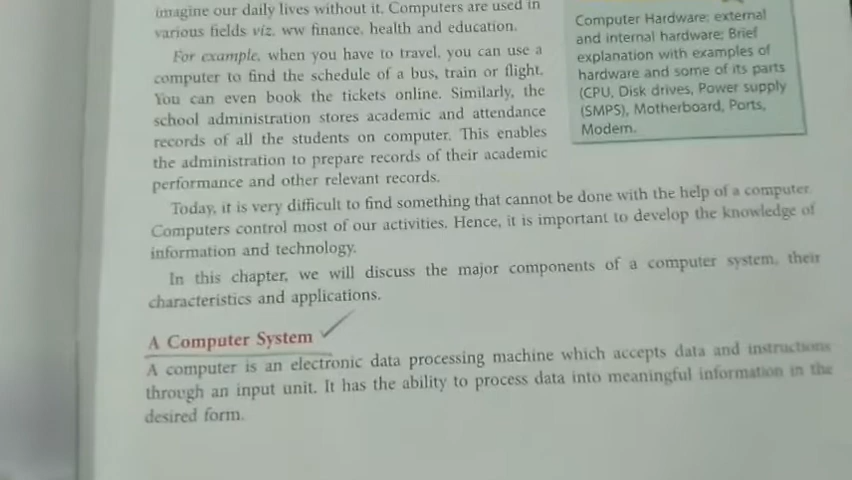 imagine our daily lives without it. Computers are used in
various fields viz. ww finance, health and education.
For example, when you have to travel, you can use a
computer to find the schedule of a bus, train or flight.
You can even book the tickets online. Similarly, the
school administration stores academic and attendance
records of all the students on computer. This enables
the administration to prepare records of their academic
performance and other relevant records.
Computer Hardware; external
and internal hardware; Brief
explanation with examples of
hardware and some of its parts
(CPU, Disk drives, Power supply
(SMPS), Motherboard, Ports,
Modem.
Today, it is very difficult to find something that cannot be done with the help of a computer.
Computers control most of our activities. Hence, it is important to develop the knowledge of
information and technology.
In this chapter, we will discuss the major components of a computer system, their
characteristics and applications.
A Computer System
A computer is an electronic data processing machine which accepts data and instructions
through an input unit. It has the ability to process data into meaningful information in the
desired form.